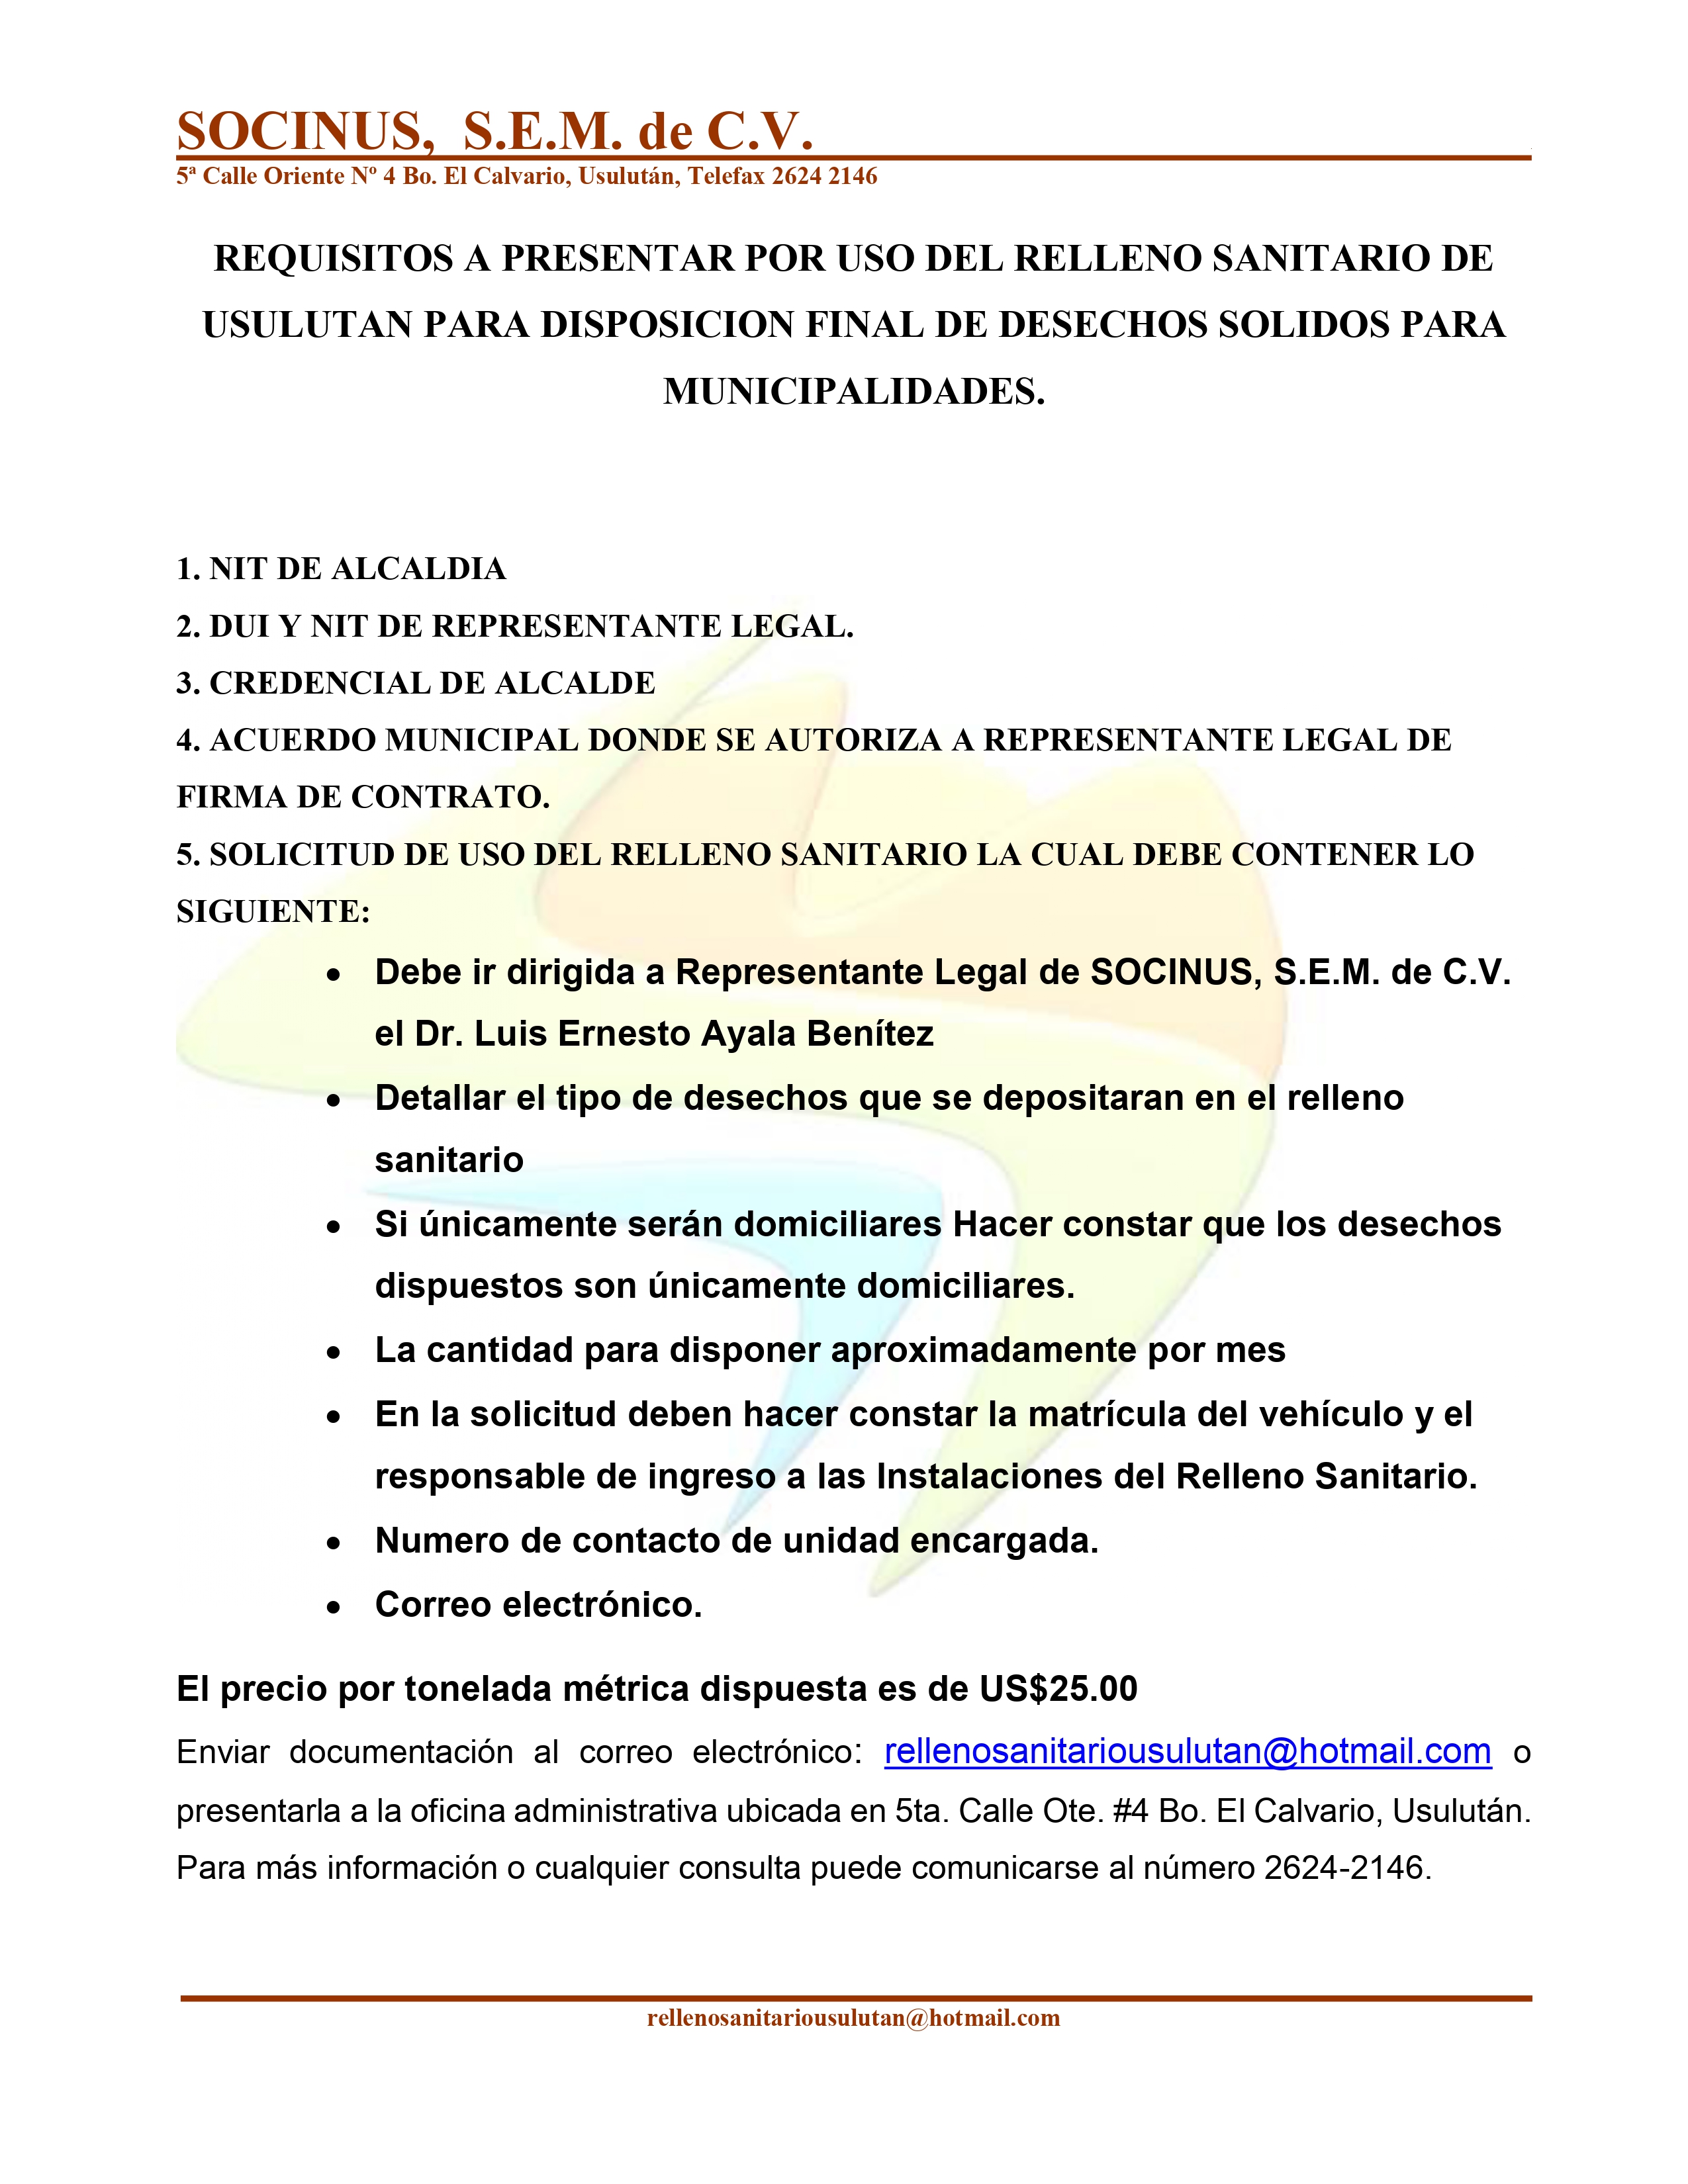 SOCINUS, S.E.M. de C.V.
5ª Calle Oriente Nº 4 Bo. El Calvario, Usulután, Telefax 2624 2146
REQUISITOS A PRESENTAR POR USO DEL RELLENO SANITARIO DE
USULUTAN PARA DISPOSICION FINAL DE DESECHOS SOLIDOS PARA
MUNICIPALIDADES.
1. NIT DE ALCALDIA
2. DUI Y NIT DE REPRESENTANTE LEGAL.
3. CREDENCIAL DE ALCALDE
4. ACUERDO MUNICIPAL DONDE SE AUTORIZA A REPRESENTANTE LEGAL DE
FIRMA DE CONTRATO.
5. SOLICITUD DE USO DEL RELLENO SANITARIO LA CUAL DEBE CONTENER LO
SIGUIENTE:
• Debe ir dirigida a Representante Legal de SOCINUS, S.E.M. de C.V.
el Dr. Luis Ernesto Ayala Benítez
• Detallar el tipo de desechos que se depositaran en el relleno
sanitario
• Si únicamente serán domiciliares Hacer constar que los desechos
dispuestos son únicamente domiciliares.
• La cantidad para disponer aproximadamente por mes
• En la solicitud deben hacer constar la matrícula del vehículo y el
responsable de ingreso a las Instalaciones del Relleno Sanitario.
• Numero de contacto de unidad encargada.
• Correo electrónico.
El precio por tonelada métrica dispuesta es de US$25.00
Enviar documentación al correo electrónico: rellenosanitariousulutan@hotmail.com o
presentarla a la oficina administrativa ubicada en 5ta. Calle Ote. #4 Bo. El Calvario, Usulután.
Para más información o cualquier consulta puede comunicarse al número 2624-2146.
rellenosanitariousulutan@hotmail.com